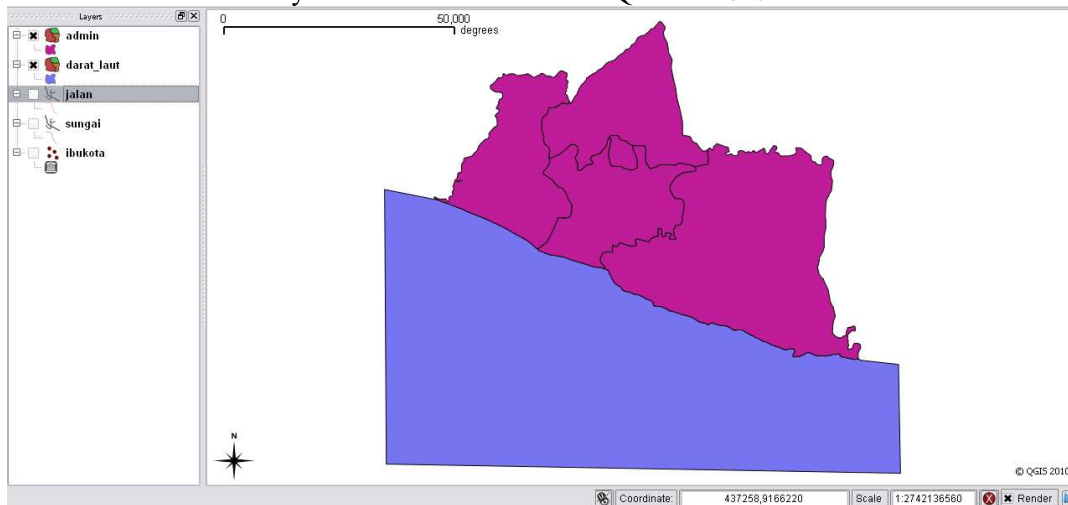 Layers
admin
darat_laut
jalan
sungai
ibukota
0 50,000
degrees
N
© QGIS 2010
Coordinate: 437258,9166220 Scale 1:2742136560 Render